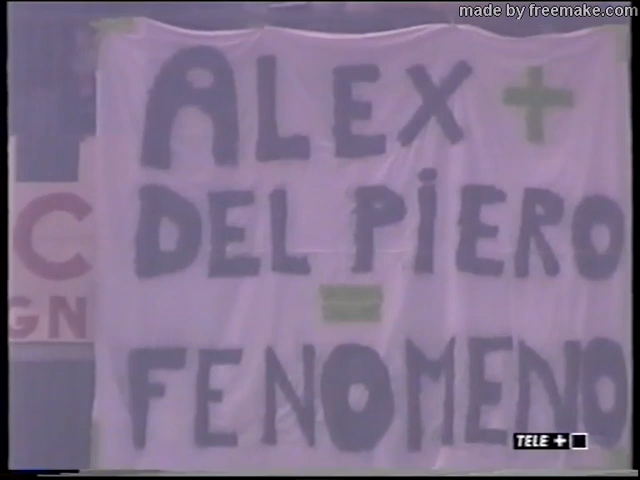 made by freemake.com
ALEX +
DEL PiERO
=
FENOMENO
C
GN
TELE +